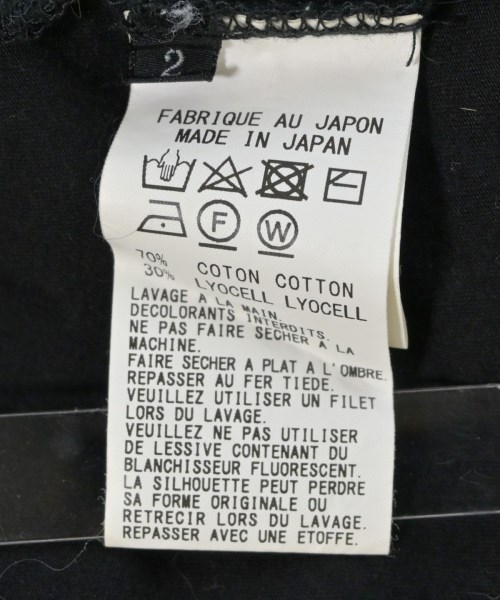 2
FABRIQUE AU JAPON
MADE IN JAPAN
F W
70% COTON COTTON
30% LYOCELL LYOCELL
LAVAGE A LA MAIN.
DECOLORANTS INTERDITS.
NE PAS FAIRE SECHER A LA
MACHINE.
FAIRE SECHER A PLAT A L'OMBRE.
REPASSER AU FER TIEDE.
VEUILLEZ UTILISER UN FILET
LORS DU LAVAGE.
VEUILLEZ NE PAS UTILISER
DE LESSIVE CONTENANT DU
BLANCHISSEUR FLUORESCENT.
LA SILHOUETTE PEUT PERDRE
SA FORME ORIGINALE OU
RETRECIR LORS DU LAVAGE.
REPASSER AVEC UNE ETOFFE.